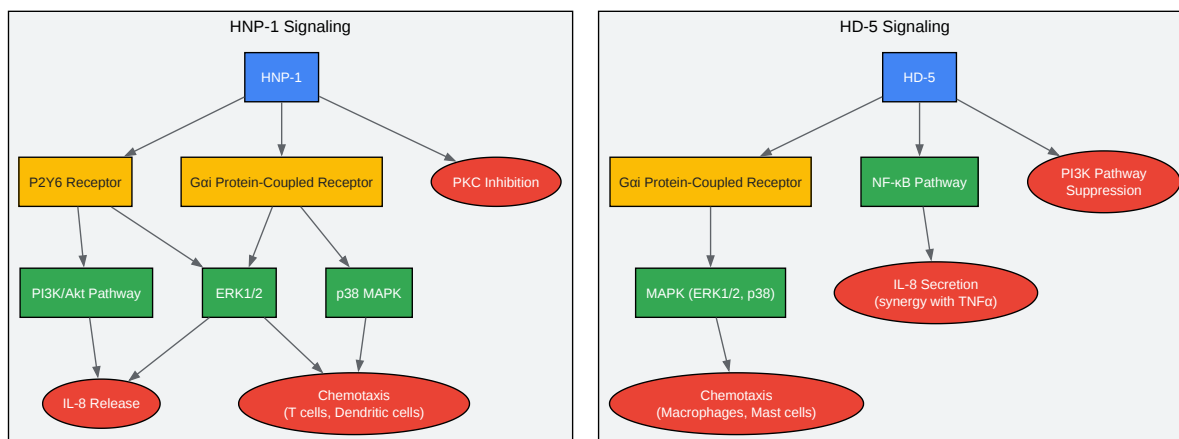 HNP-1 Signaling
HNP-1
P2Y6 Receptor
Gαi Protein-Coupled Receptor
PKC Inhibition
PI3K/Akt Pathway
ERK1/2
p38 MAPK
IL-8 Release
Chemotaxis
(T cells, Dendritic cells)
HD-5 Signaling
HD-5
Gαi Protein-Coupled Receptor
NF-κB Pathway
PI3K Pathway
Suppression
MAPK (ERK1/2, p38)
IL-8 Secretion
(synergy with TNFα)
Chemotaxis
(Macrophages, Mast cells)